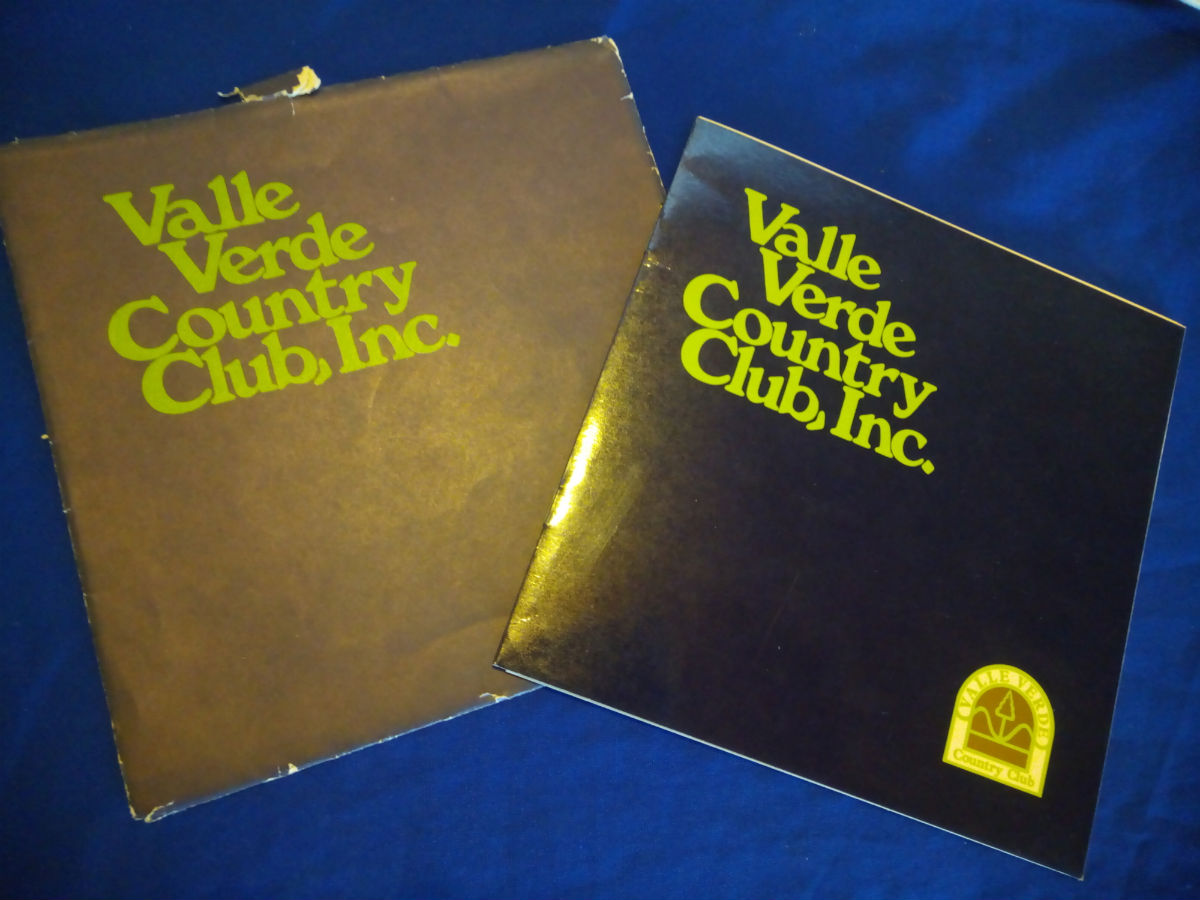 Valle
Verde
Country
Club, Inc.
Valle
Verde
Country
Club, Inc.
VALLE VERDE
Country Club